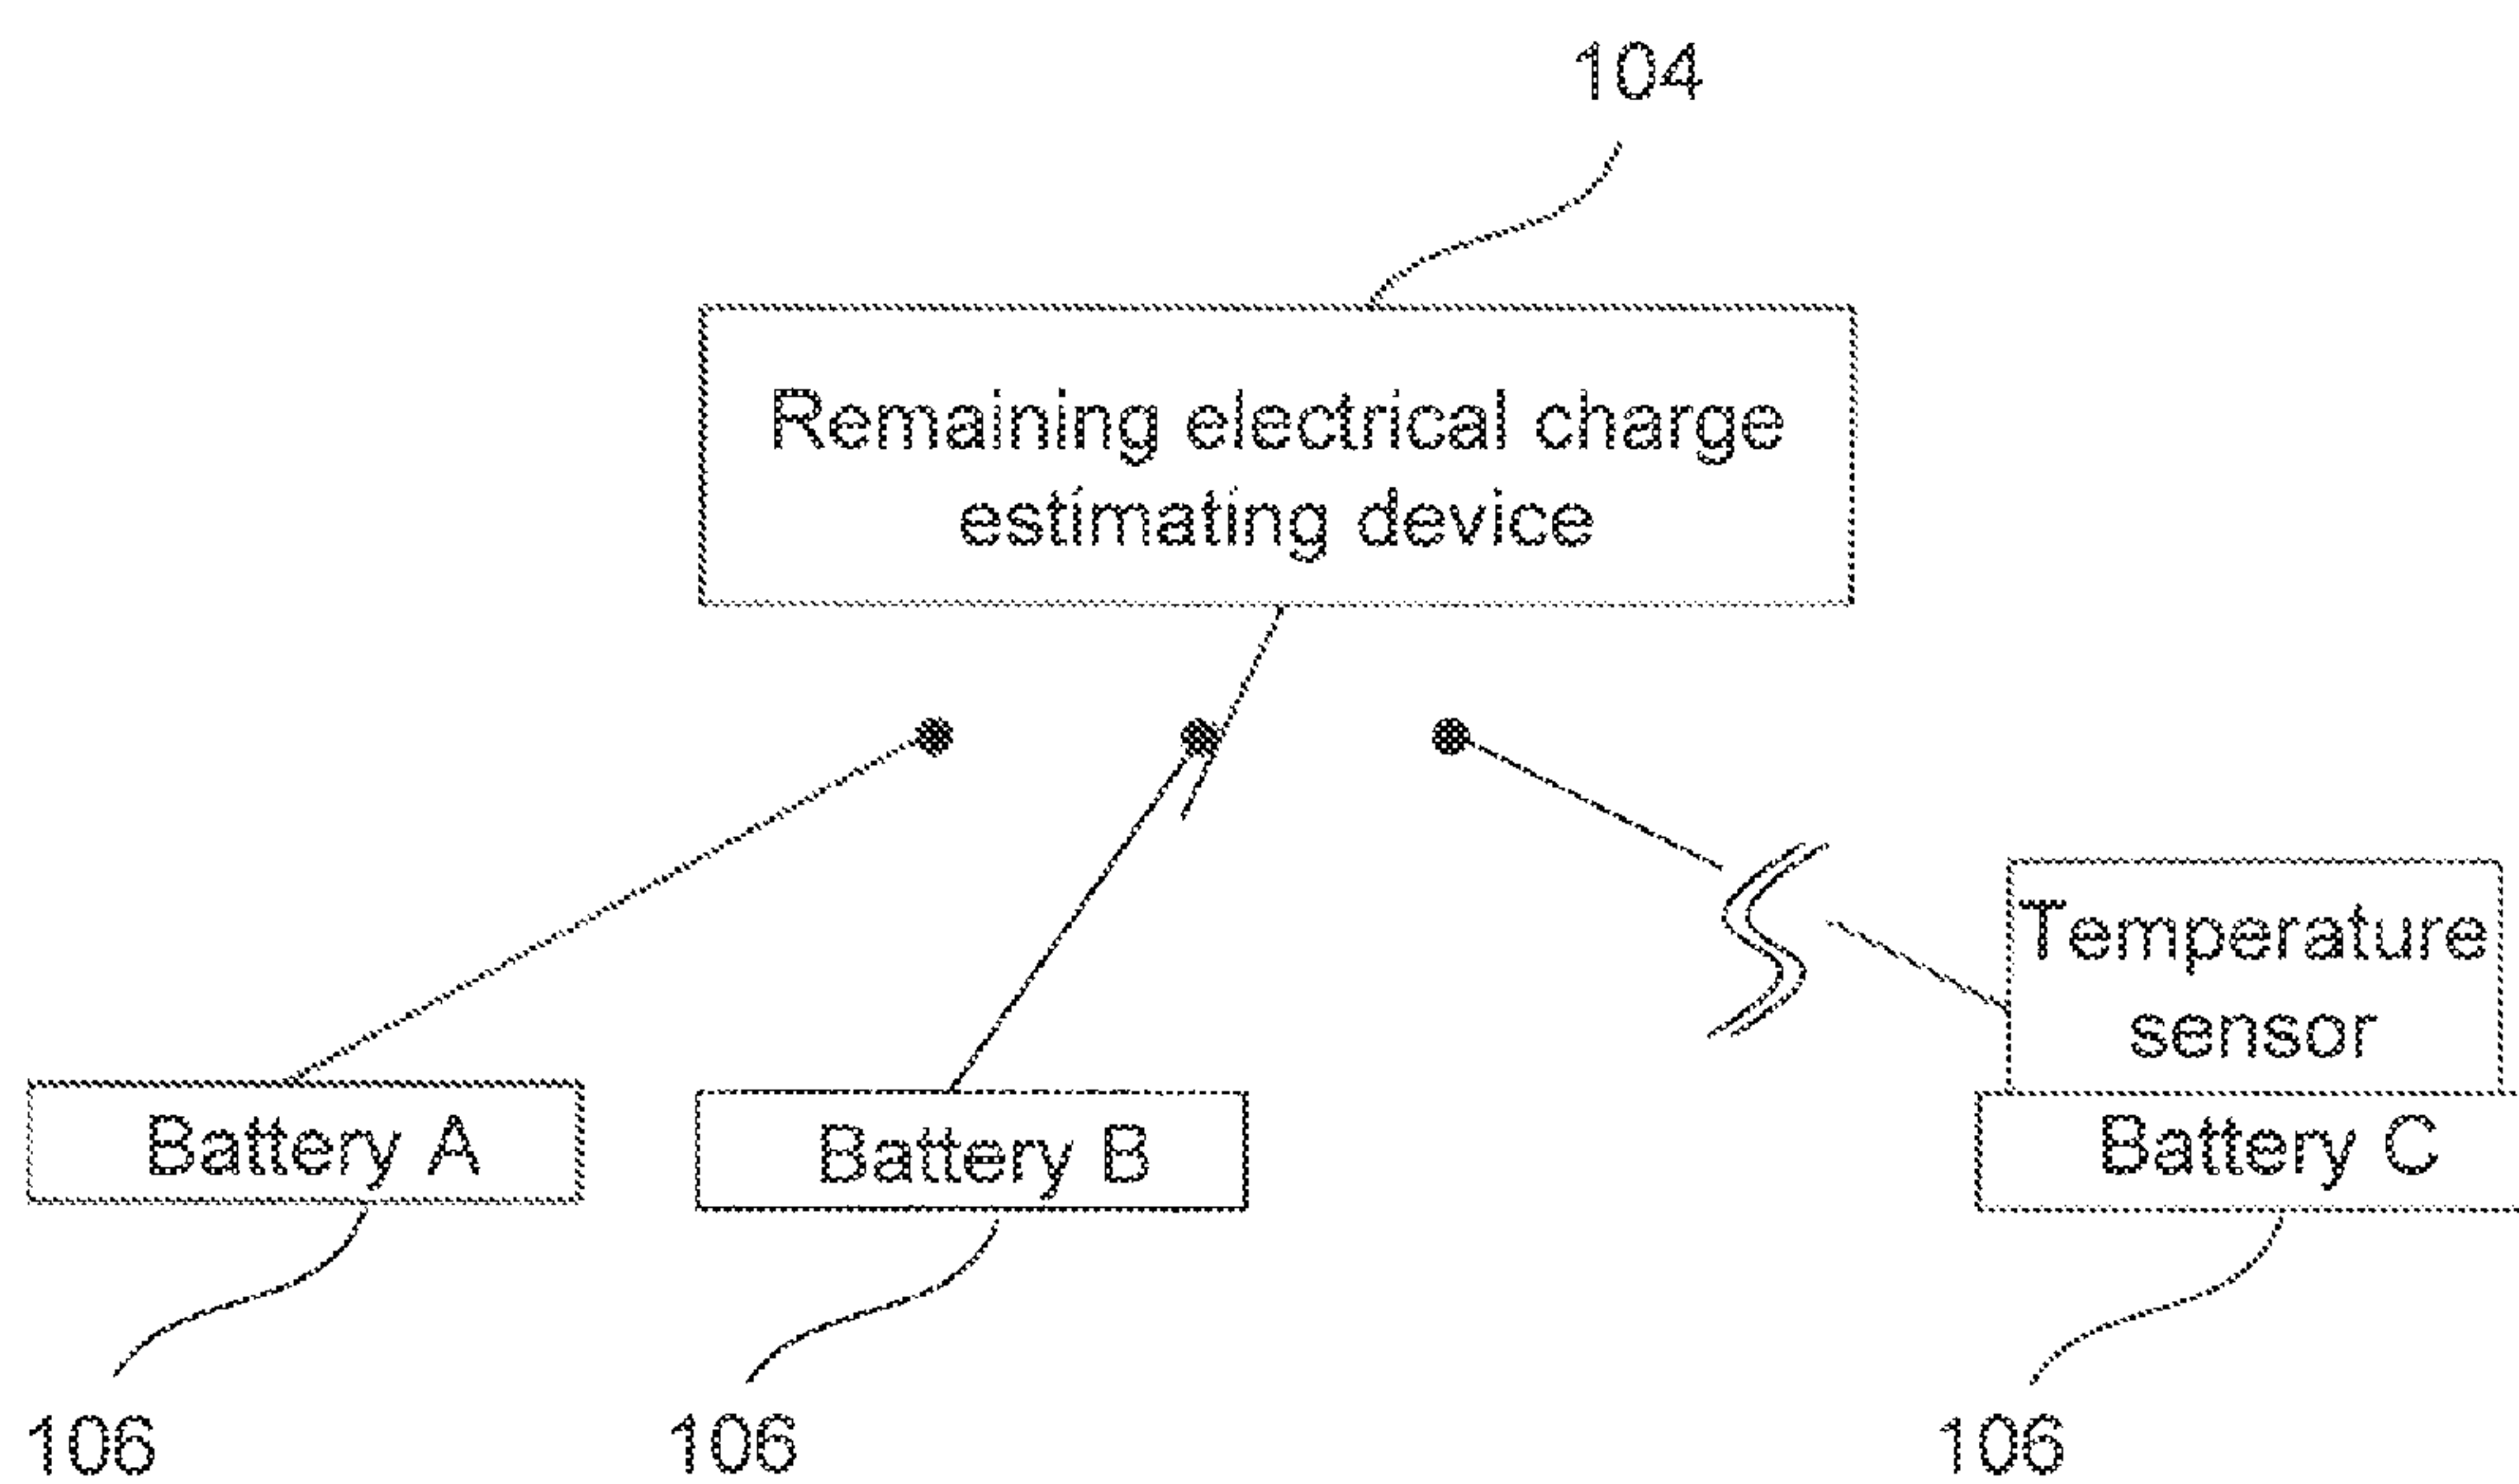 104
Remaining electrical charge
estimating device
Temperature
sensor
Battery A
Battery B
Battery C
106
106
106